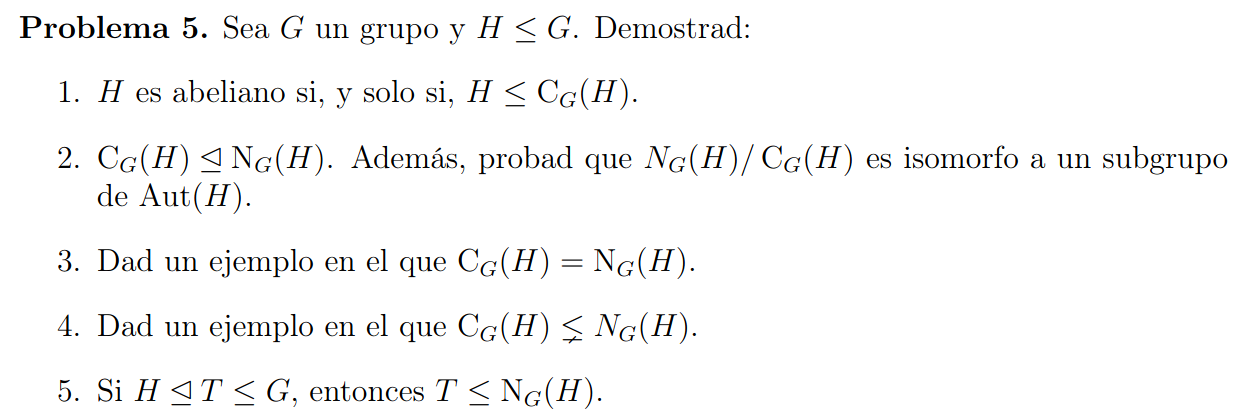 Problema 5. Sea G un grupo y H ≤ G. Demostrad:
1. H es abeliano si, y solo si, H ≤ C_G(H).
2. C_G(H) ⊴ N_G(H). Además, probad que N_G(H)/ C_G(H) es isomorfo a un subgrupo
de Aut(H).
3. Dad un ejemplo en el que C_G(H) = N_G(H).
4. Dad un ejemplo en el que C_G(H) ≨ N_G(H).
5. Si H ⊴ T ≤ G, entonces T ≤ N_G(H).